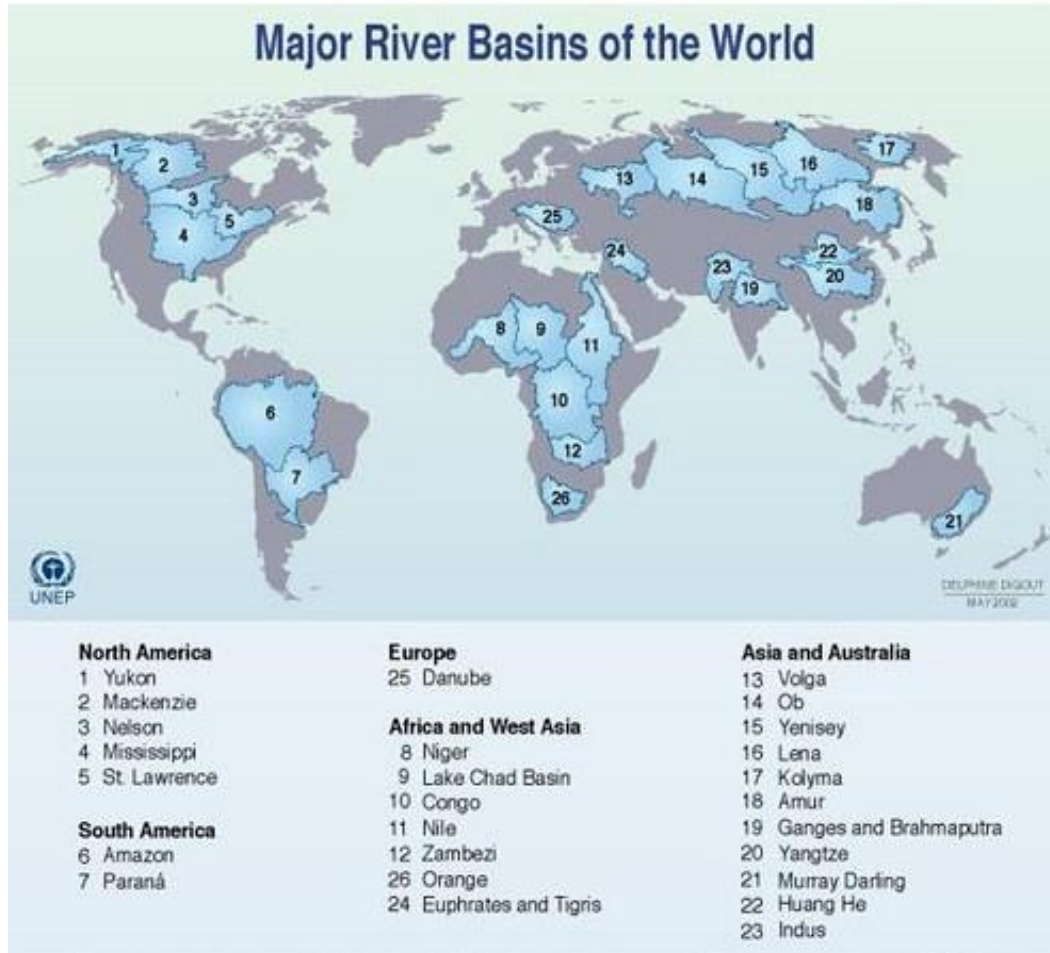 Major River Basins of the World
1
2
3
4
5
6
7
8
9
10
11
12
13
14
15
16
17
18
19
20
21
22
23
24
25
26
UNEP
DELPHINE DIGOUT
MAY 2002
North America
1 Yukon
2 Mackenzie
3 Nelson
4 Mississippi
5 St. Lawrence
South America
6 Amazon
7 Paraná
Europe
25 Danube
Africa and West Asia
8 Niger
9 Lake Chad Basin
10 Congo
11 Nile
12 Zambezi
26 Orange
24 Euphrates and Tigris
Asia and Australia
13 Volga
14 Ob
15 Yenisey
16 Lena
17 Kolyma
18 Amur
19 Ganges and Brahmaputra
20 Yangtze
21 Murray Darling
22 Huang He
23 Indus